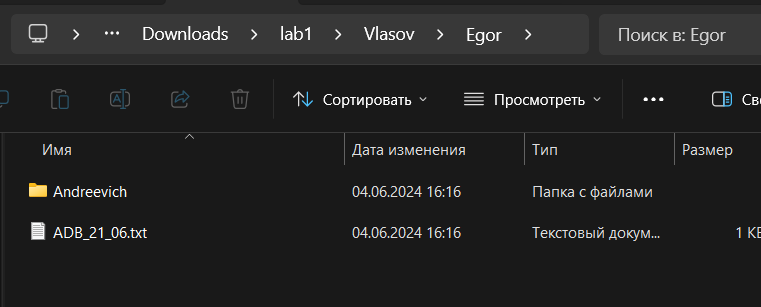 ··· Downloads > lab1 > Vlasov > Egor > Поиск в: Egor
Сортировать Просмотреть ···
Имя Дата изменения Тип Размер
Andreevich 04.06.2024 16:16 Папка с файлами
ADB_21_06.txt 04.06.2024 16:16 Текстовый докум... 1